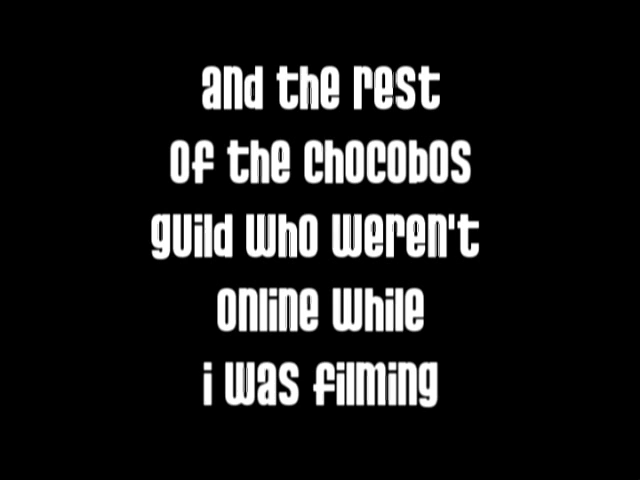 and the rest
of the chocobos
guild who weren't
online while
i was filming